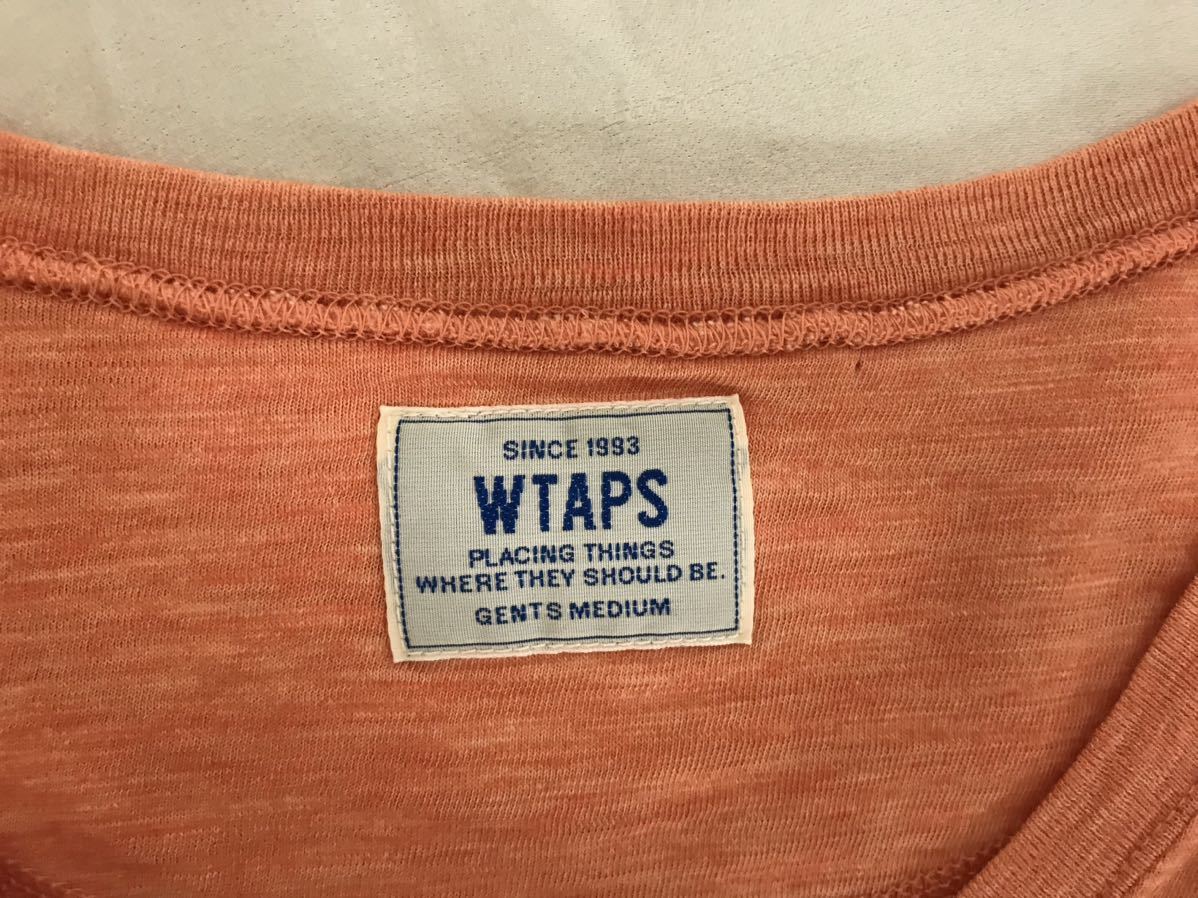 SINCE 1993
WTAPS
PLACING THINGS
WHERE THEY SHOULD BE.
GENTS MEDIUM